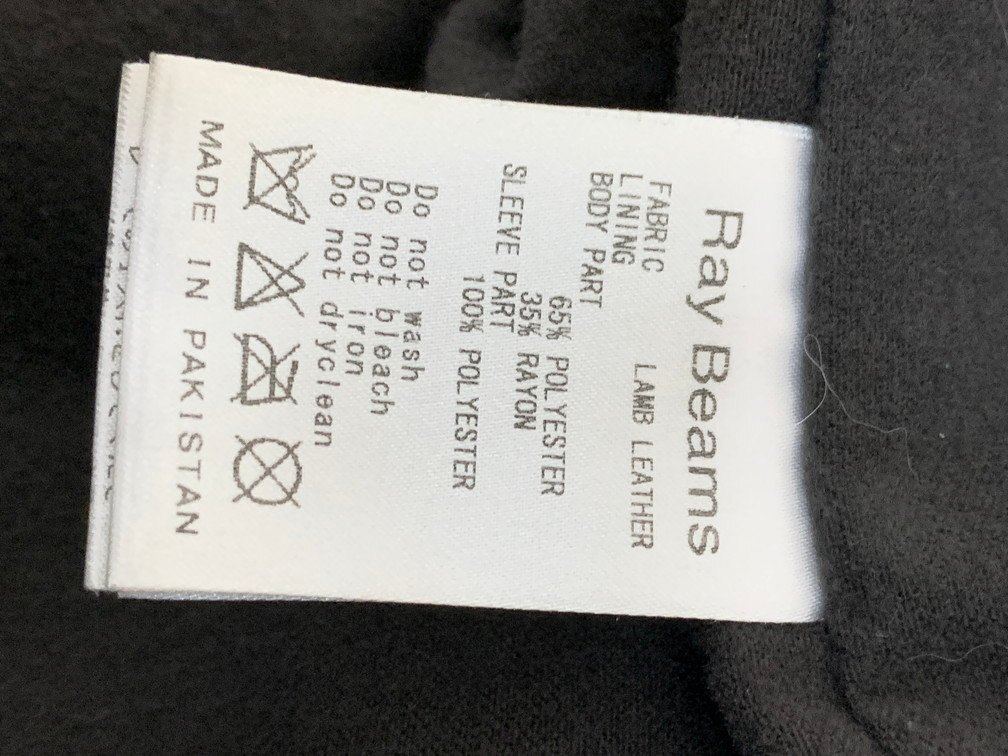 Ray Beams
FABRIC LAMB LEATHER
LINING
BODY PART
65% POLYESTER
35% RAYON
SLEEVE PART
100% POLYESTER
Do not wash
Do not bleach
Do not iron
Do not dryclean
MADE IN PAKISTAN